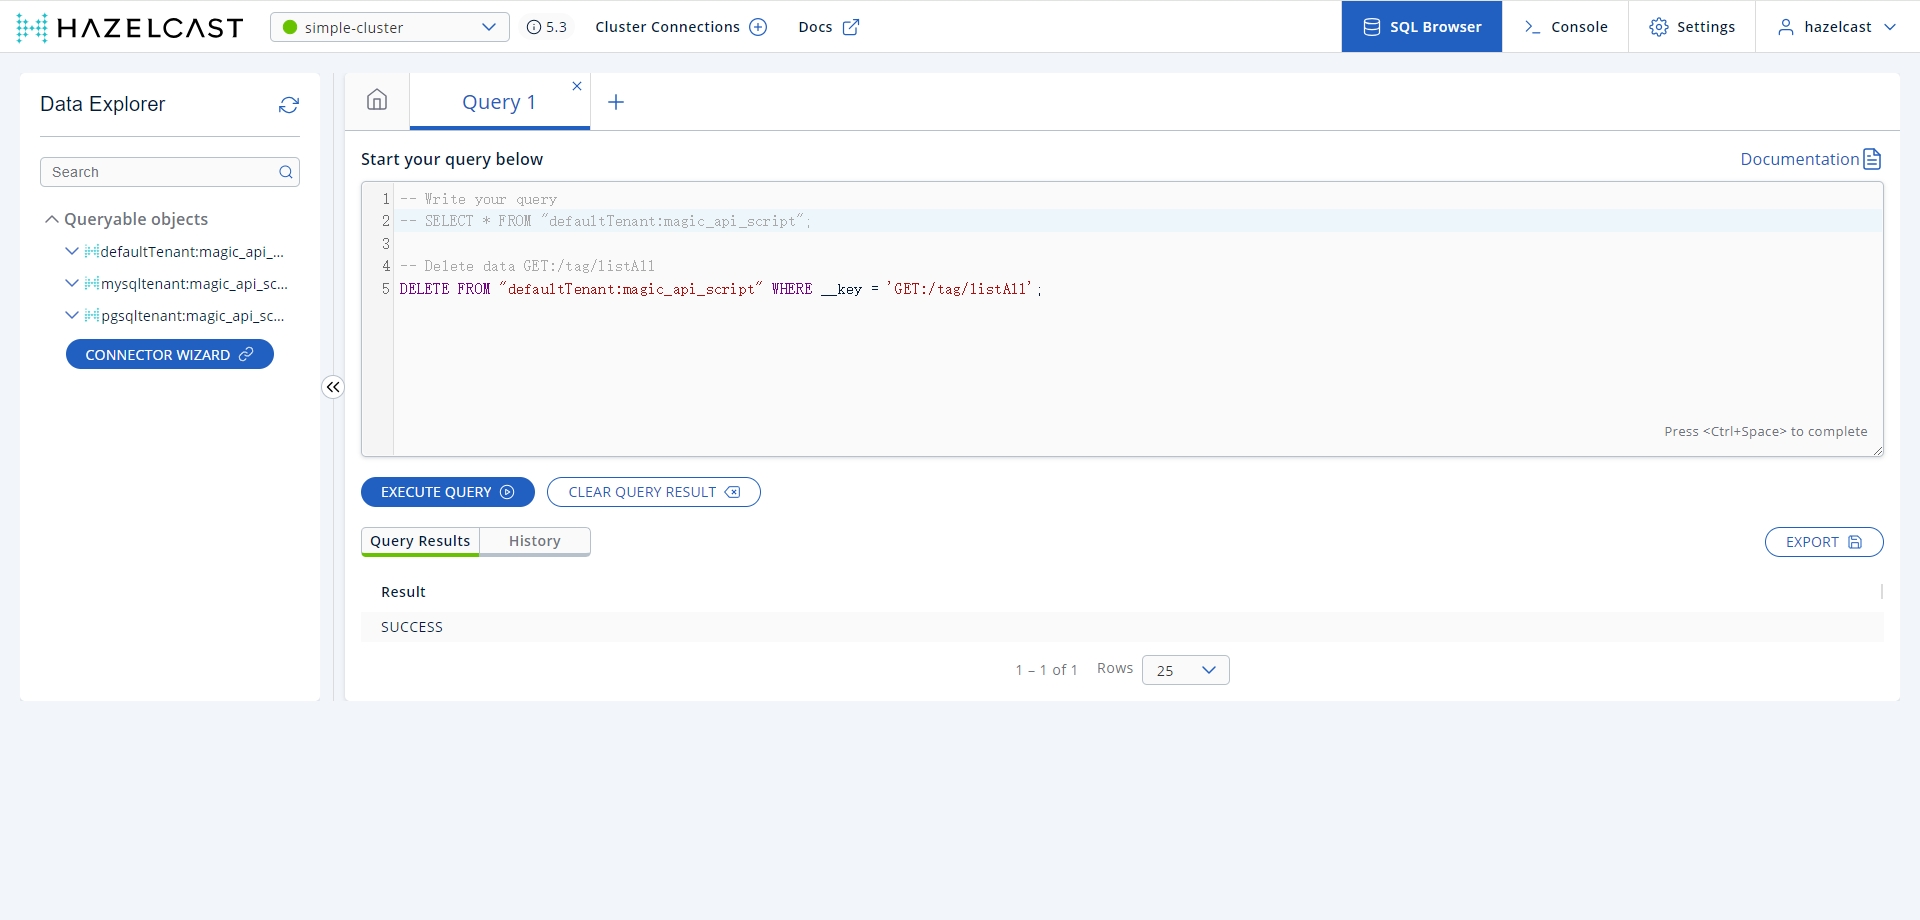 HAZELCAST
simple-cluster
5.3
Cluster Connections
Docs
SQL Browser
Console
Settings
hazelcast
Data Explorer
Search
Queryable objects
defaultTenant:magic_api_...
mysqltenant:magic_api_sc...
pgsqltenant:magic_api_sc...
CONNECTOR WIZARD
Query 1
Start your query below
Documentation
1 -- Write your query
2 -- SELECT * FROM "defaultTenant:magic_api_script";
3
4 -- Delete data GET:/tag/listAll
5 DELETE FROM "defaultTenant:magic_api_script" WHERE __key = 'GET:/tag/listAll';
Press <Ctrl+Space> to complete
EXECUTE QUERY
CLEAR QUERY RESULT
Query Results
History
EXPORT
Result
SUCCESS
1 – 1 of 1
Rows
25